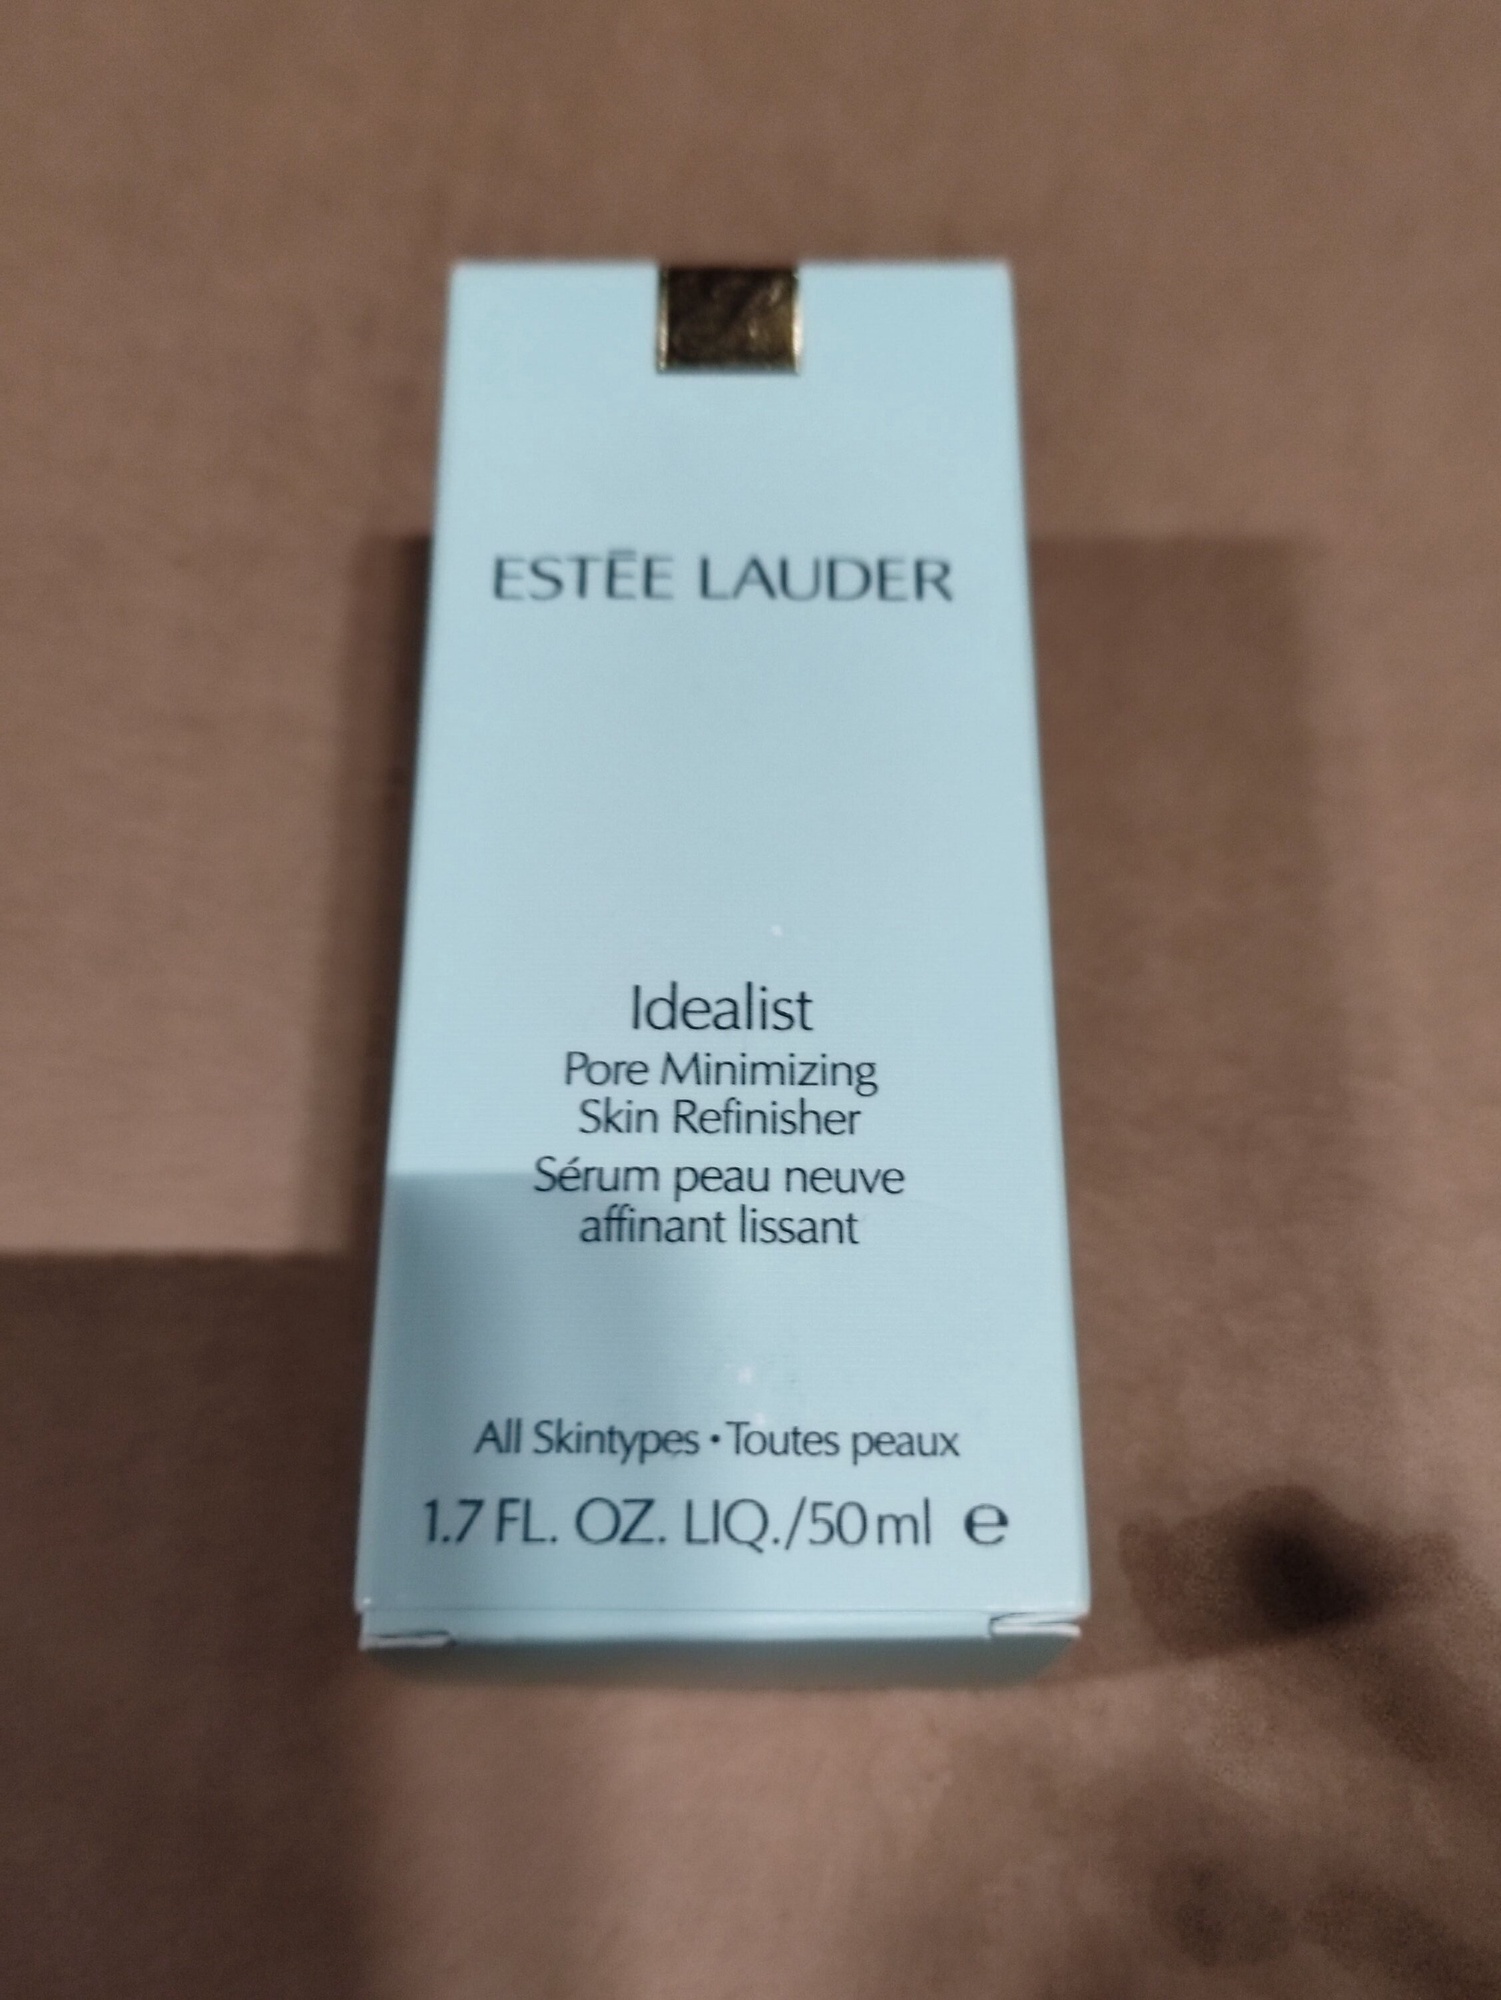 ESTĒE LAUDER
Idealist
Pore Minimizing
Skin Refinisher
Sérum peau neuve
affinant lissant
All Skintypes • Toutes peaux
1.7 FL. OZ. LIQ./50 ml ℮